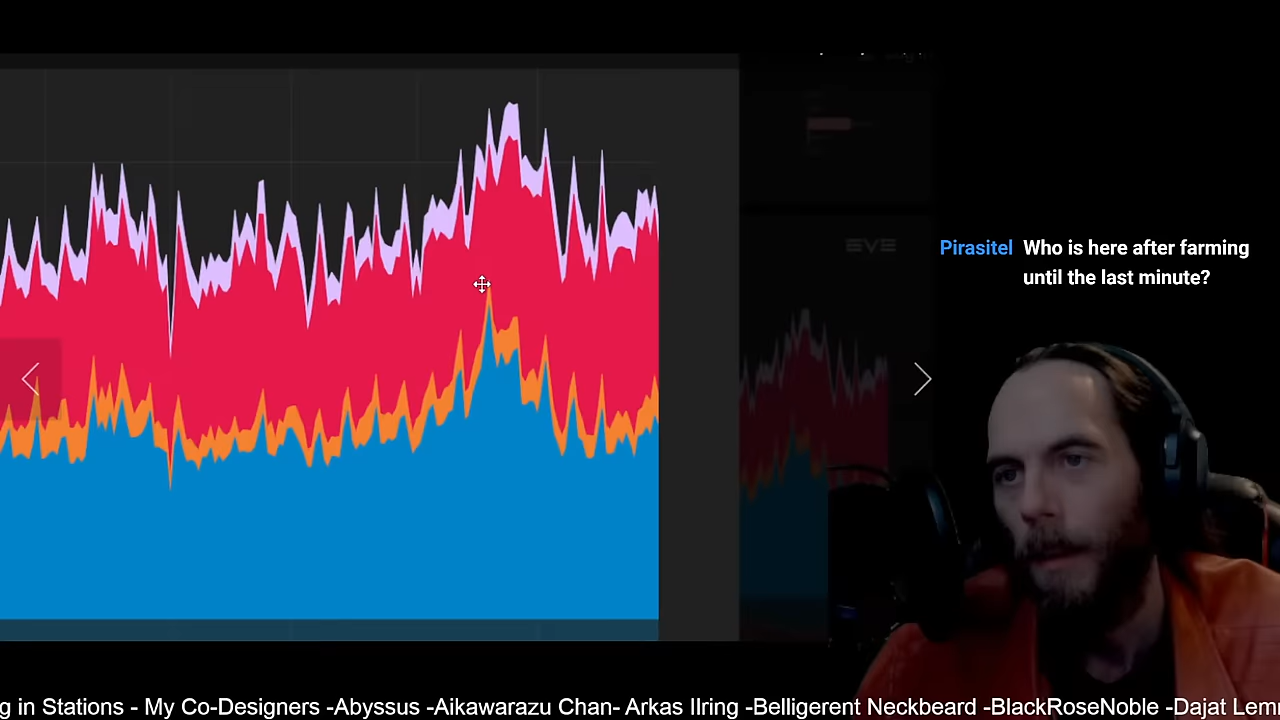 EVE
Pirasitel Who is here after farming
until the last minute?
g in Stations - My Co-Designers -Abyssus -Aikawarazu Chan- Arkas Ilring -Belligerent Neckbeard -BlackRoseNoble -Dajat Lem